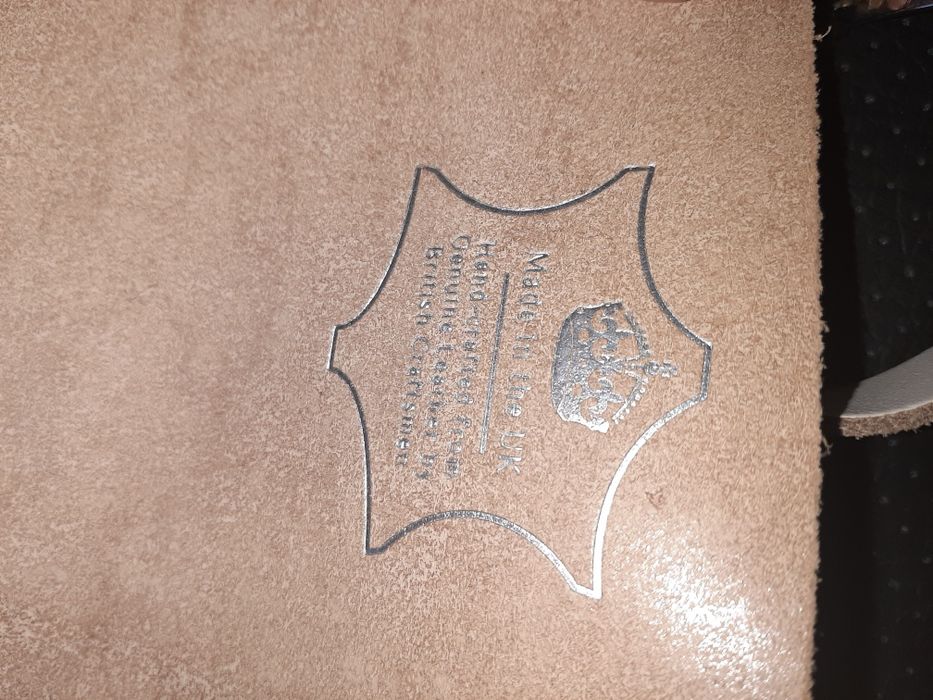 Made in the UK
Hand-crafted from
Genuine Leather by
British Craftsmen